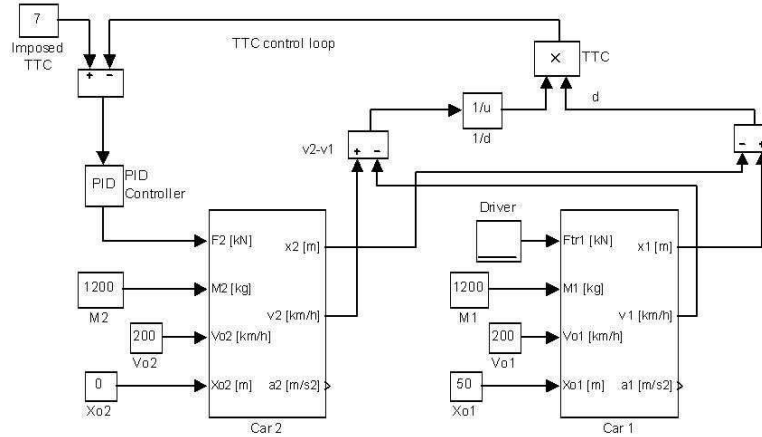 7
Imposed
TTC
TTC control loop
+ -
×
TTC
1/u
1/d
d
v2-v1
+ -
- +
PID
PID
Controller
F2 [kN]
M2 [kg]
Vo2 [km/h]
Xo2 [m]
x2 [m]
v2 [km/h]
a2 [m/s2]
Car 2
1200
M2
200
Vo2
0
Xo2
Driver
Ftr1 [kN]
M1 [kg]
Vo1 [km/h]
Xo1 [m]
x1 [m]
v1 [km/h]
a1 [m/s2]
Car 1
1200
M1
200
Vo1
50
Xo1